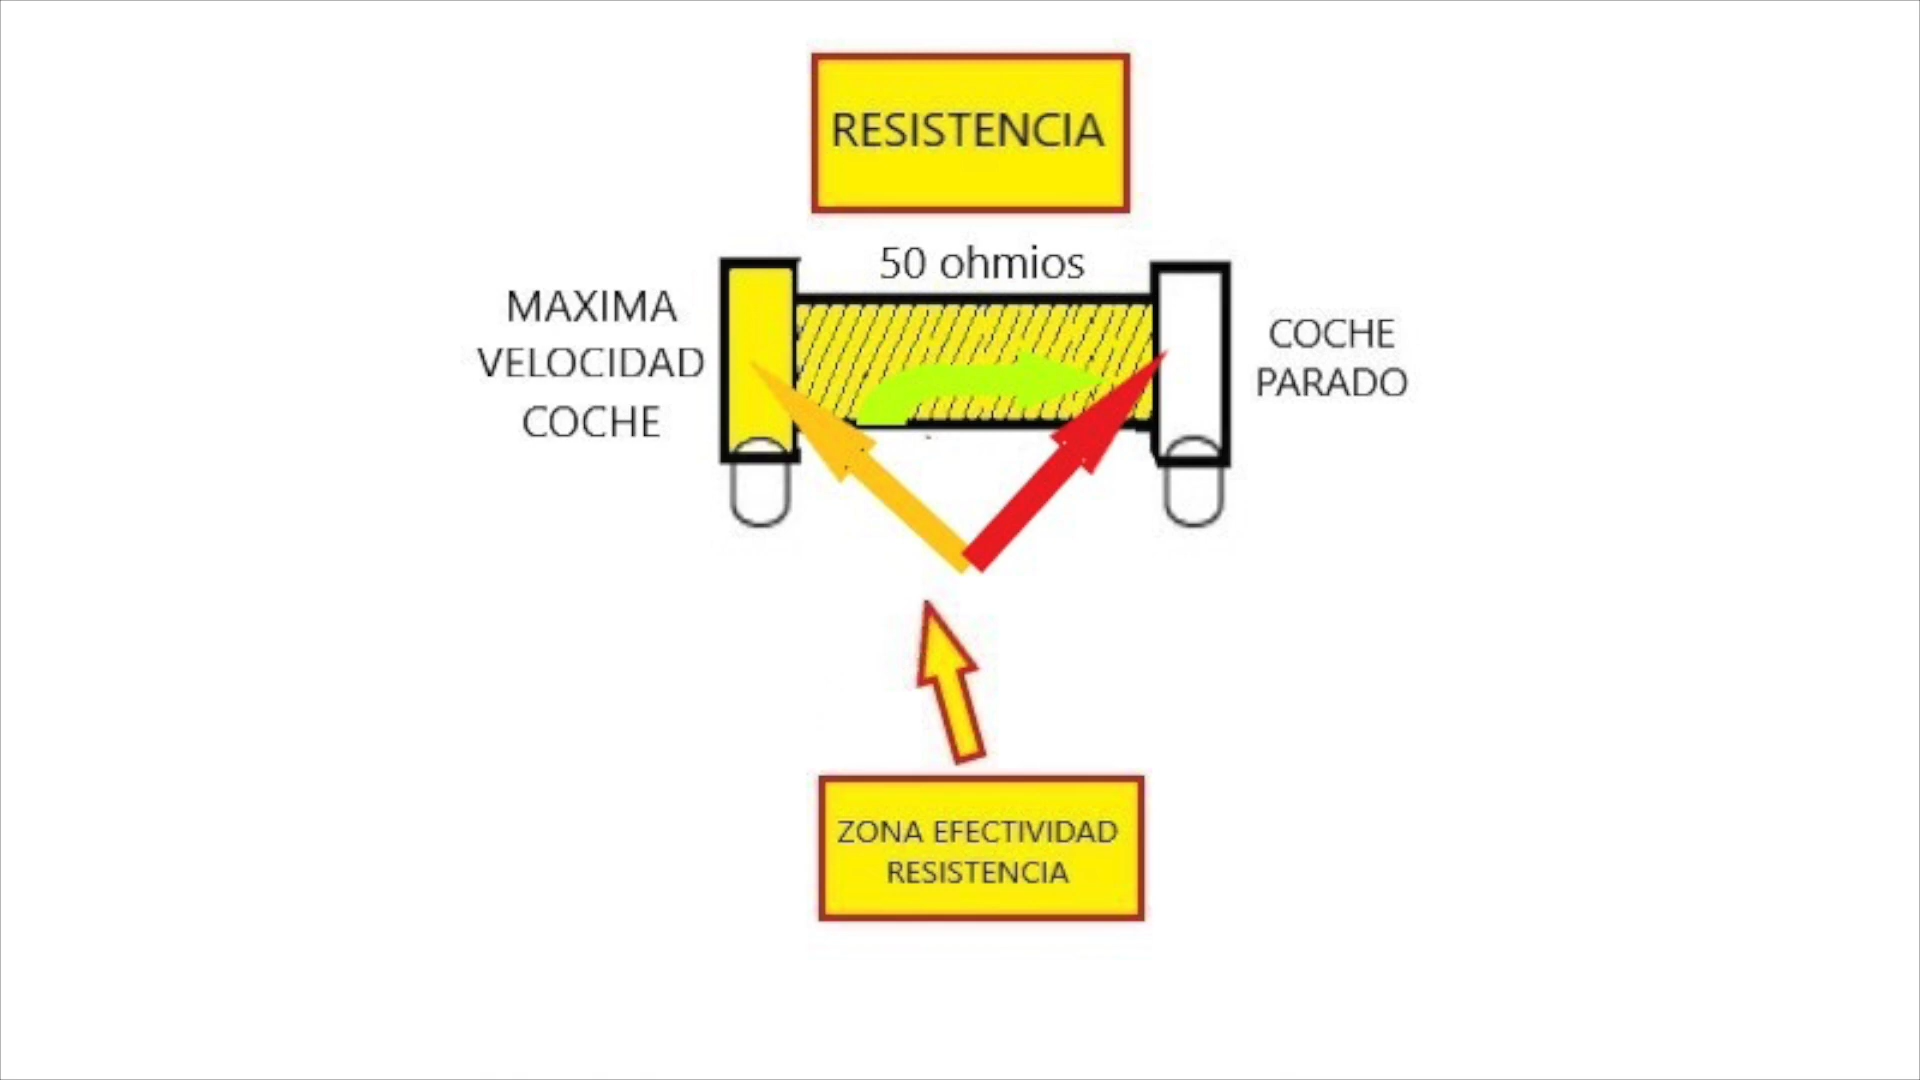 RESISTENCIA
50 ohmios
MAXIMA
VELOCIDAD
COCHE
COCHE
PARADO
ZONA EFECTIVIDAD
RESISTENCIA